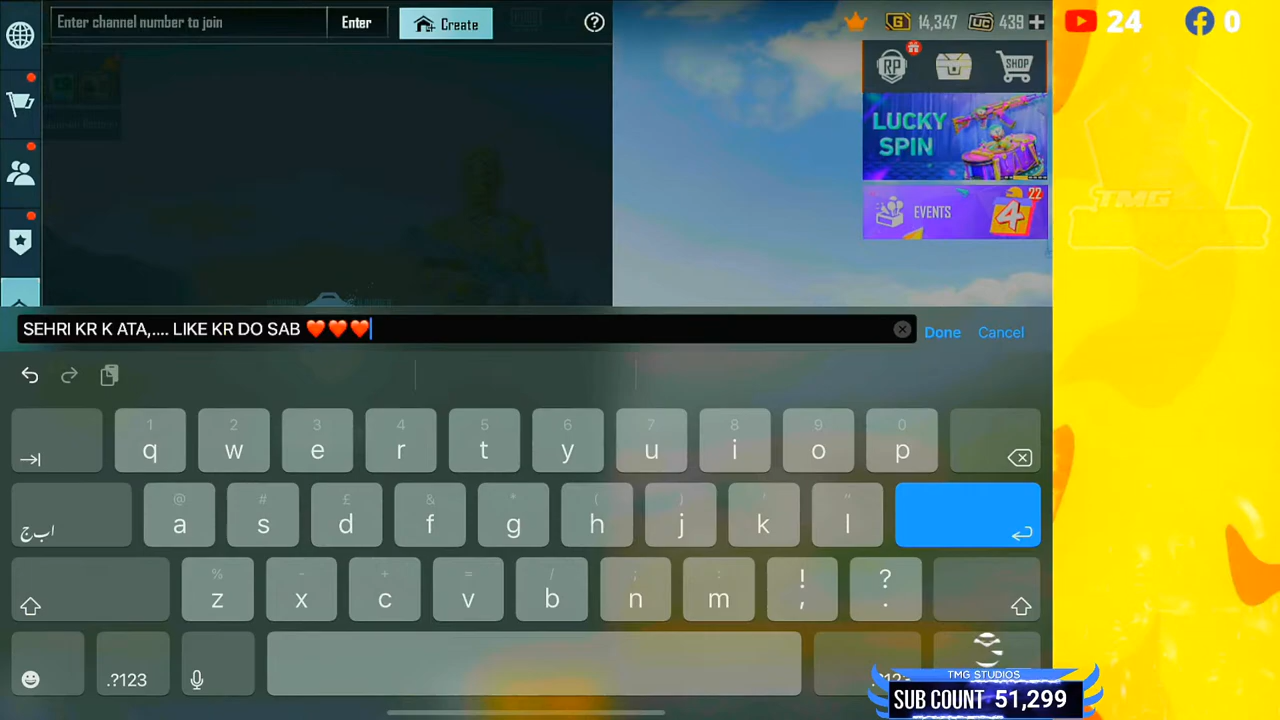 Enter channel number to join Enter Create ?
G 14,347 UC 439 +
24 0
RP SHOP
LUCKY
SPIN
EVENTS 4 22
TMG
SEHRI KR K ATA,.... LIKE KR DO SAB ❤️❤️❤️ Done Cancel
1 2 3 4 5 6 7 8 9 0
q w e r t y u i o p
@ # £ & * ( ) ' "
ابج a s d f g h j k l
% - + = / ; : ! ?
z x c v b n m , .
.?123
TMG STUDIOS
SUB COUNT 51,299